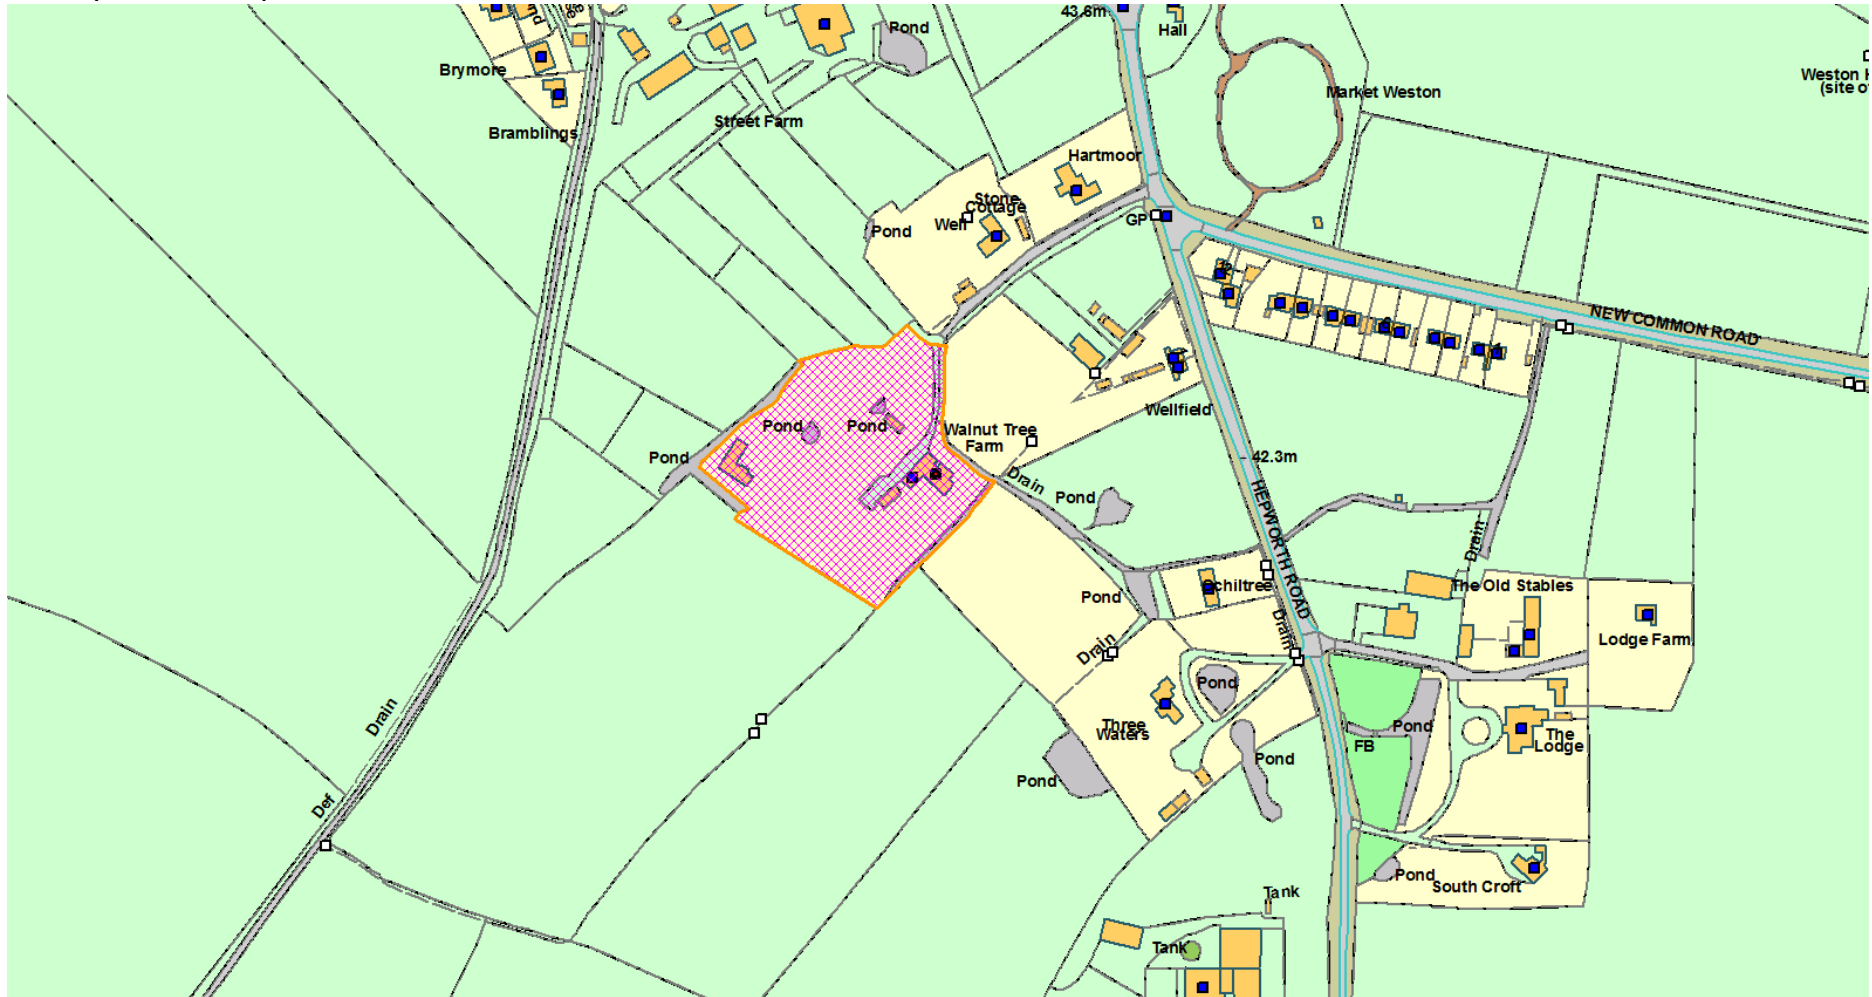 43.6m
Hall
Pond
Brymore
Weston H
(site of
Market Weston
Street Farm
Bramblings
Hartmoor
Stone
Cottage
Well
Pond
GP
NEW COMMON ROAD
Wellfield
Walnut Tree
Farm
Pond
Pond
Pond
42.3m
Drain
Pond
HEPWORTH ROAD
Drain
Ochiltree
The Old Stables
Pond
Drain
Lodge Farm
Drain
Pond
Three
Waters
Drain
Pond
FB
The
Lodge
Pond
Pond
Def
Pond
South Croft
Tank
Tank